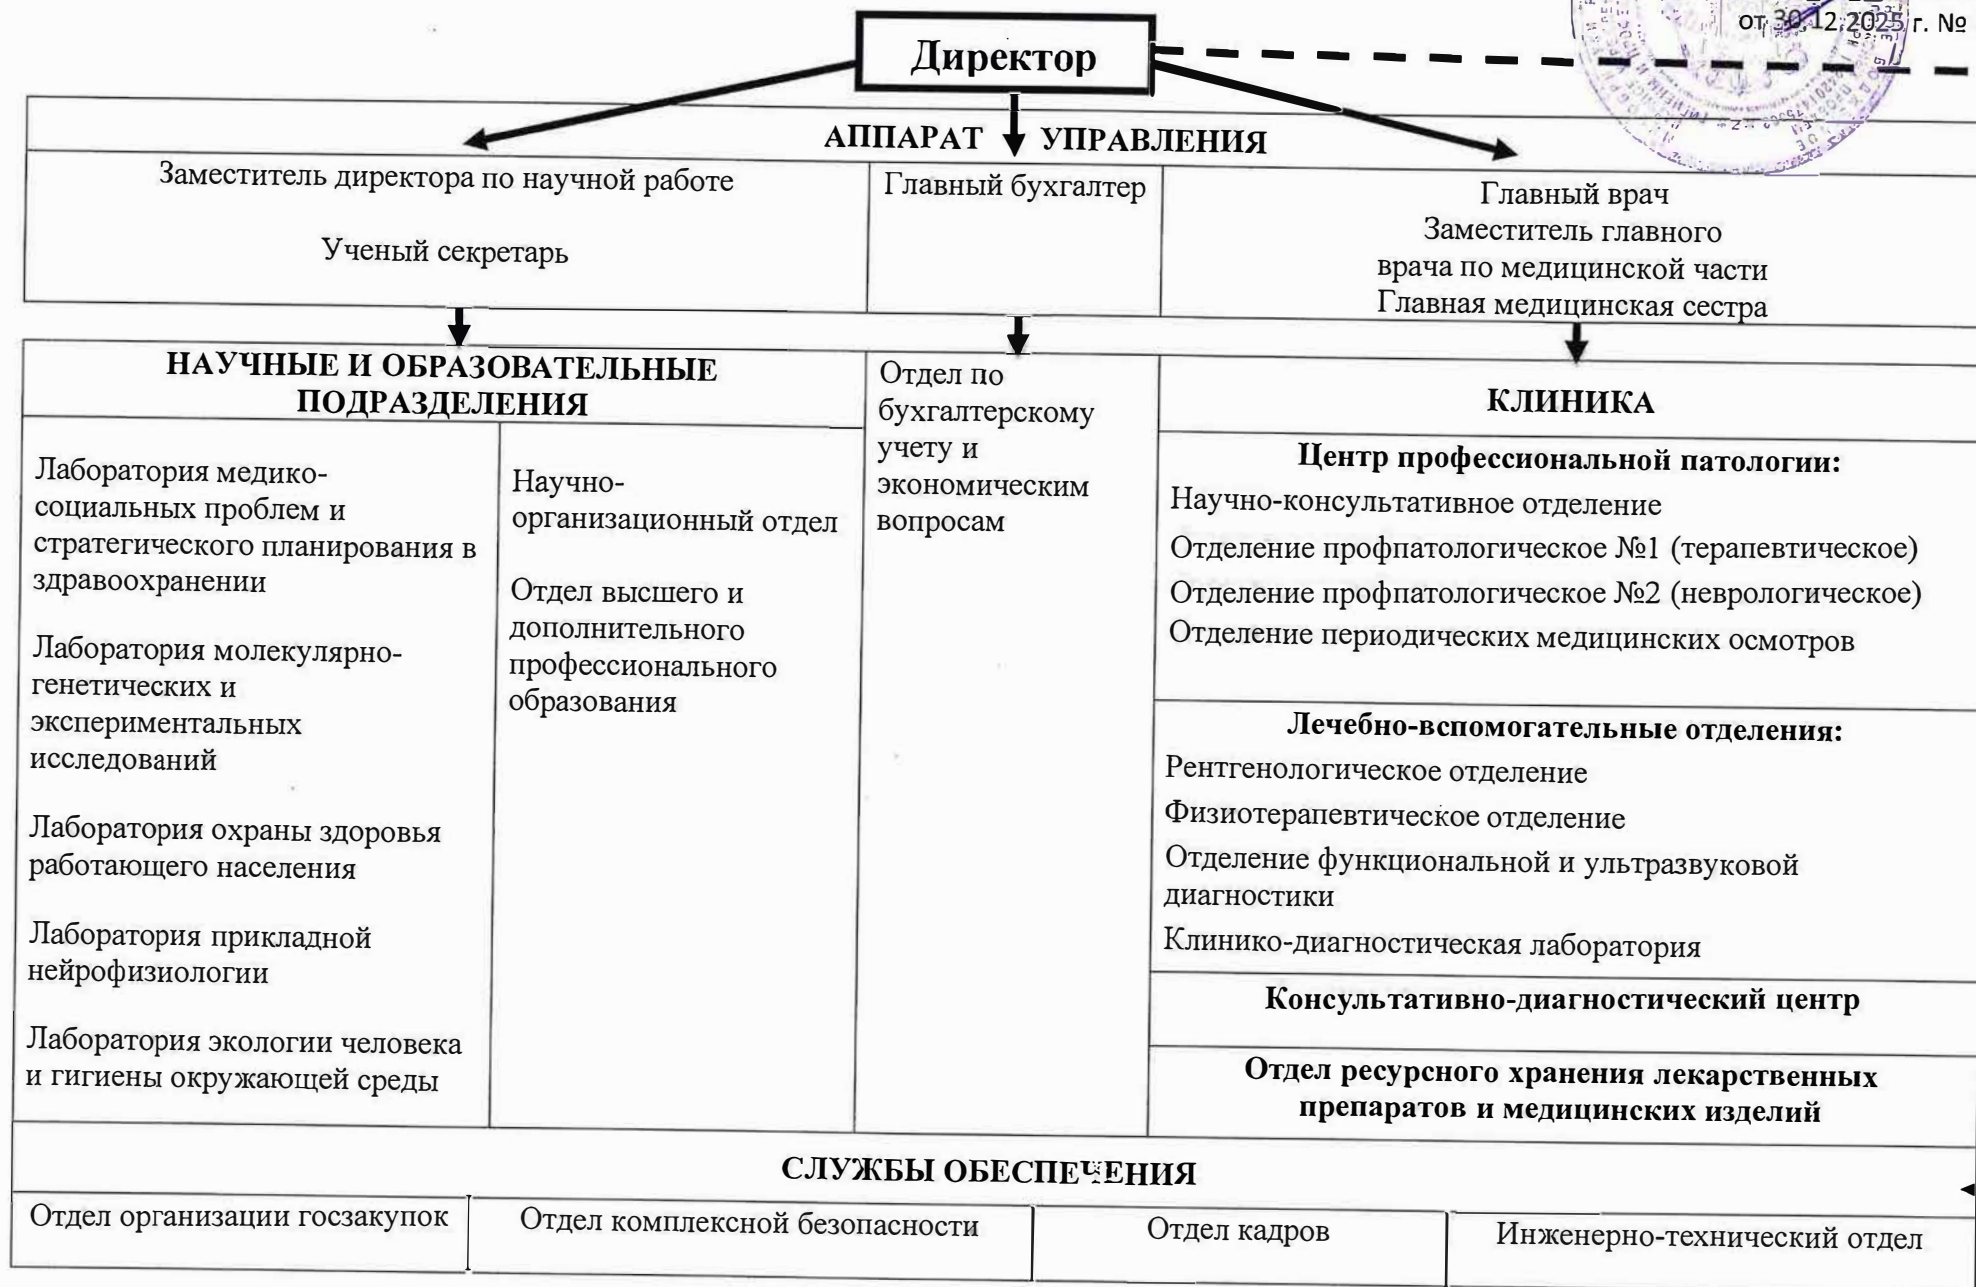 от 30.12.2025 г. №
Директор
АППАРАТ УПРАВЛЕНИЯ
Заместитель директора по научной работе
Ученый секретарь
Главный бухгалтер
Главный врач
Заместитель главного
врача по медицинской части
Главная медицинская сестра
НАУЧНЫЕ И ОБРАЗОВАТЕЛЬНЫЕ
ПОДРАЗДЕЛЕНИЯ
Лаборатория медико-
социальных проблем и
стратегического планирования в
здравоохранении
Лаборатория молекулярно-
генетических и
экспериментальных
исследований
Лаборатория охраны здоровья
работающего населения
Лаборатория прикладной
нейрофизиологии
Лаборатория экологии человека
и гигиены окружающей среды
Научно-
организационный отдел
Отдел высшего и
дополнительного
профессионального
образования
Отдел по
бухгалтерскому
учету и
экономическим
вопросам
КЛИНИКА
Центр профессиональной патологии:
Научно-консультативное отделение
Отделение профпатологическое №1 (терапевтическое)
Отделение профпатологическое №2 (неврологическое)
Отделение периодических медицинских осмотров
Лечебно-вспомогательные отделения:
Рентгенологическое отделение
Физиотерапевтическое отделение
Отделение функциональной и ультразвуковой
диагностики
Клинико-диагностическая лаборатория
Консультативно-диагностический центр
Отдел ресурсного хранения лекарственных
препаратов и медицинских изделий
СЛУЖБЫ ОБЕСПЕЧЕНИЯ
Отдел организации госзакупок
Отдел комплексной безопасности
Отдел кадров
Инженерно-технический отдел